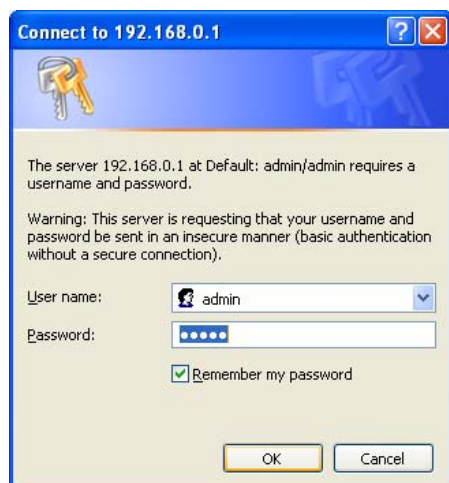 Connect to 192.168.0.1
The server 192.168.0.1 at Default: admin/admin requires a
username and password.
Warning: This server is requesting that your username and
password be sent in an insecure manner (basic authentication
without a secure connection).
User name:
admin
Password:
●●●●●
Remember my password
OK
Cancel